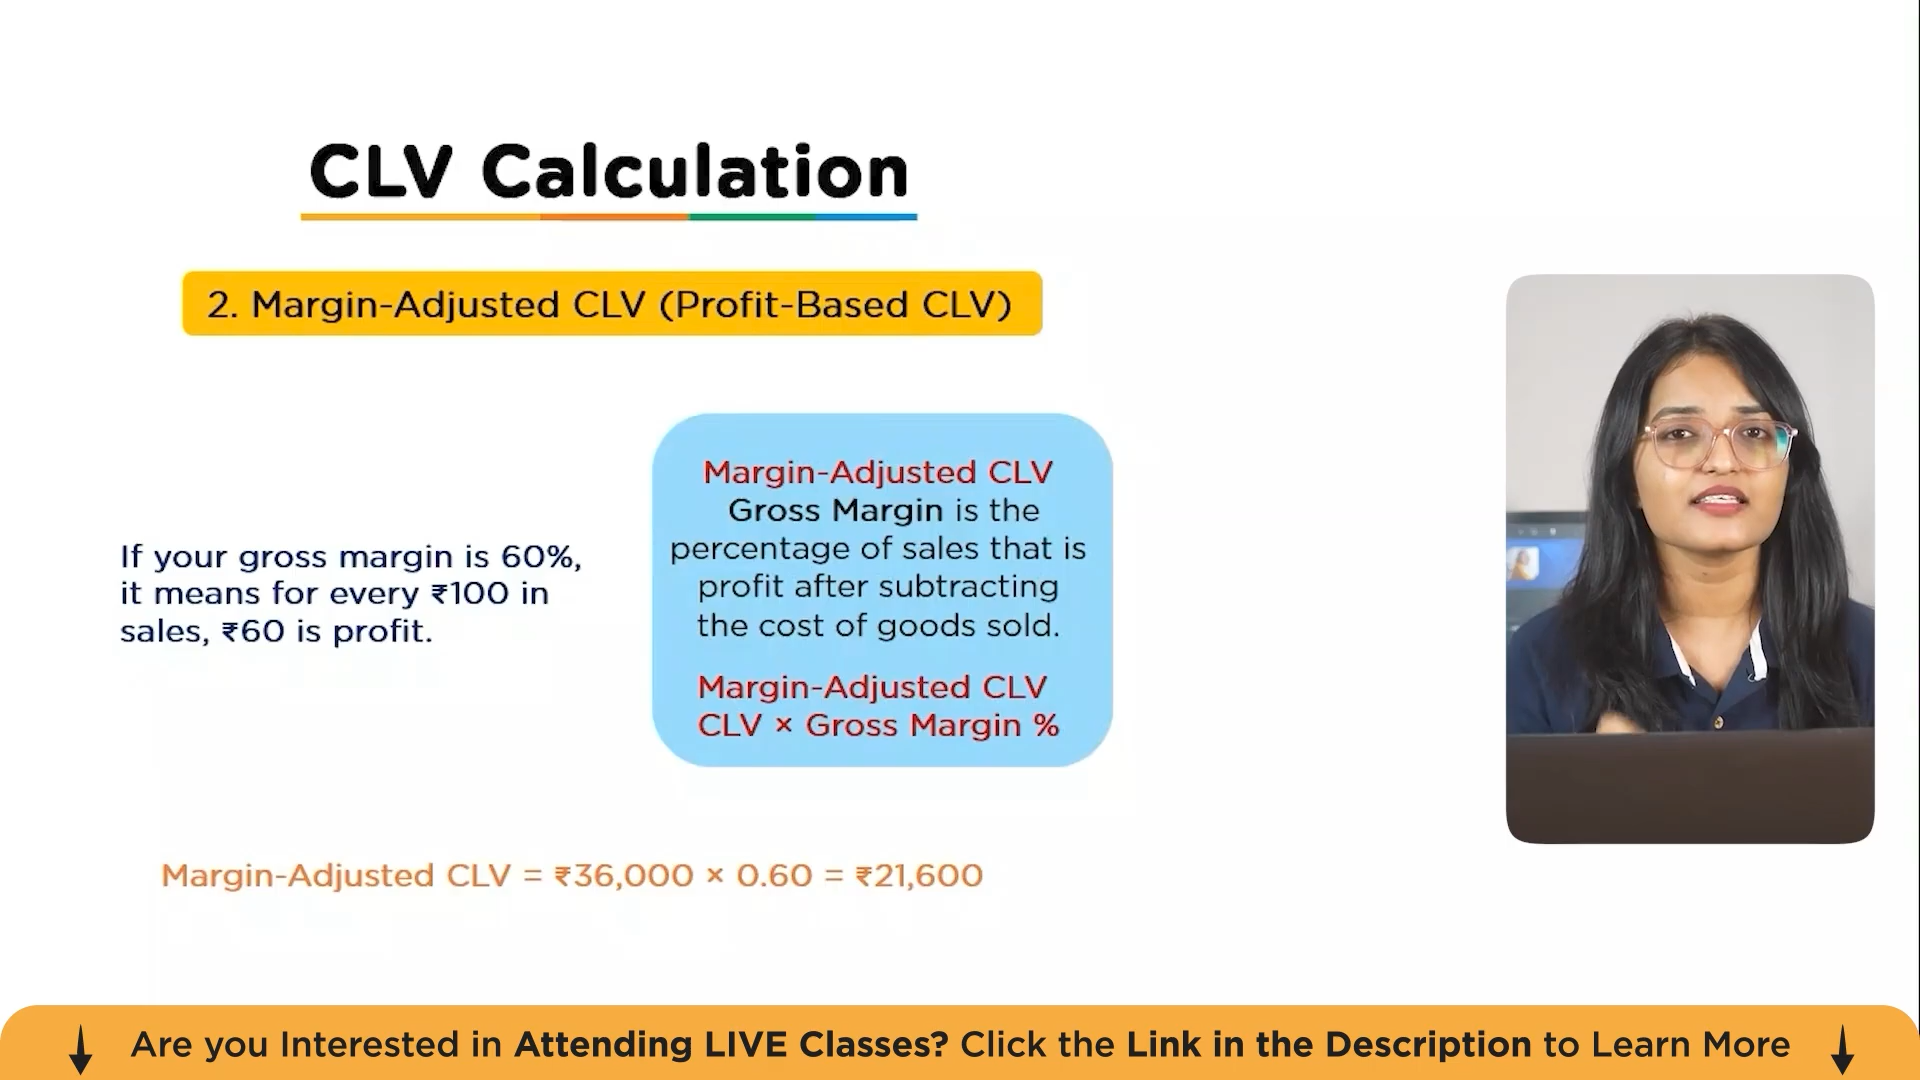 CLV Calculation
2. Margin-Adjusted CLV (Profit-Based CLV)
If your gross margin is 60%,
it means for every ₹100 in
sales, ₹60 is profit.
Margin-Adjusted CLV
Gross Margin is the
percentage of sales that is
profit after subtracting
the cost of goods sold.
Margin-Adjusted CLV
CLV × Gross Margin %
Margin-Adjusted CLV = ₹36,000 × 0.60 = ₹21,600
Are you Interested in Attending LIVE Classes? Click the Link in the Description to Learn More